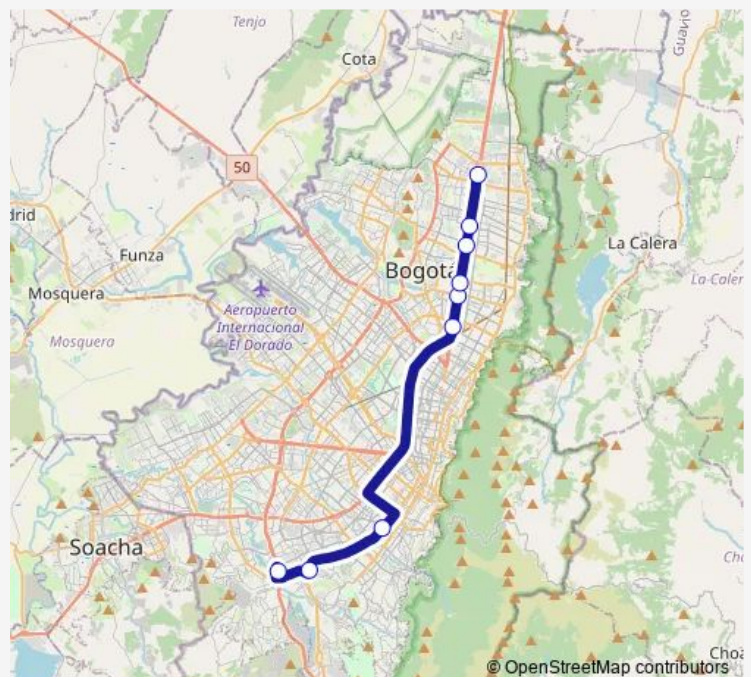 Tenjo
Cota
50
drid
Funza
Mosquera
Mosquera
Aeropuerto
Internacional
El Dorado
Bogotá
La Calera
La-Caler
Guavio
Soacha
Choa
© OpenStreetMap contributors